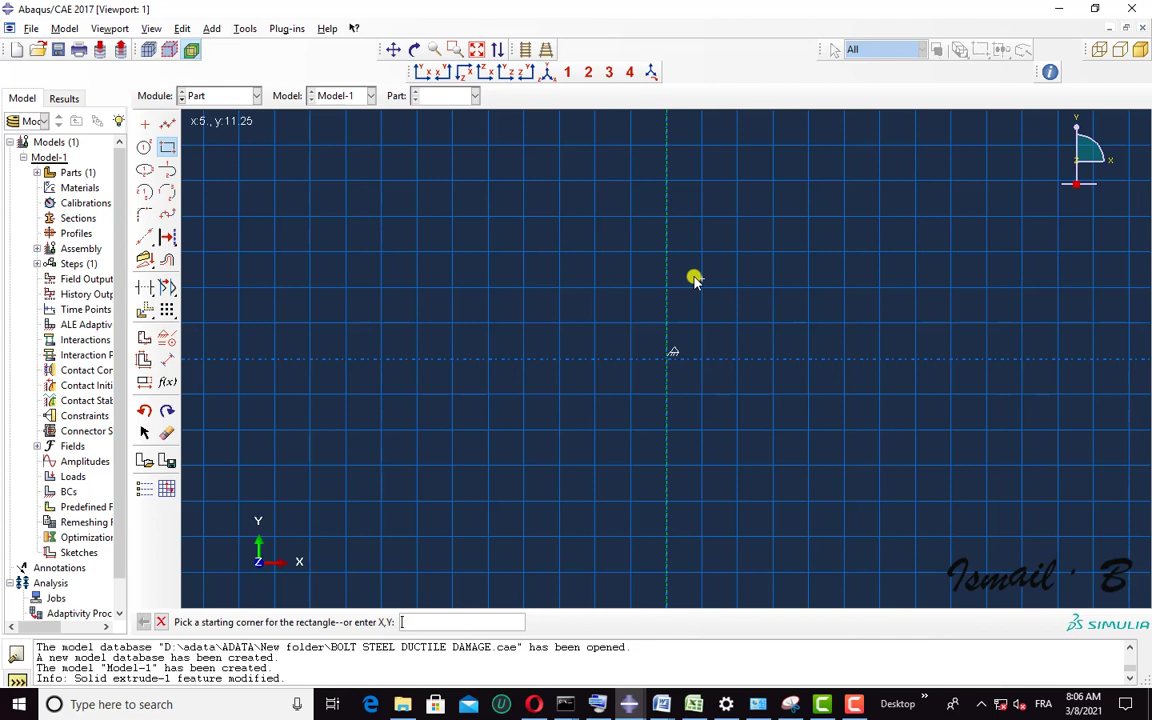 Abaqus/CAE 2017 [Viewport: 1]
File Model Viewport View Edit Add Tools Plug-ins Help
All
1 2 3 4
Model Results Module: Part Model: Model-1 Part:
x:5., y:11.25
Models (1)
Model-1
Parts (1)
Materials
Calibrations
Sections
Profiles
Assembly
Steps (1)
Field Output
History Outp
Time Points
ALE Adaptiv
Interactions
Interaction P
Contact Con
Contact Initi
Contact Stab
Constraints
Connector S
Fields
Amplitudes
Loads
BCs
Predefined F
Remeshing F
Optimization
Sketches
Annotations
Analysis
Jobs
Adaptivity Proc
f(x)
Y
X
Z
Y
Z X
Ismail · B
Pick a starting corner for the rectangle--or enter X,Y:
SIMULIA
The model database "D:\adata\ADATA\New folder\BOLT STEEL DUCTILE DAMAGE.cae" has been opened.
A new model database has been created.
The model "Model-1" has been created.
Info: Solid extrude-1 feature modified.
>>>
Type here to search
Desktop
FRA
8:06 AM
3/8/2021